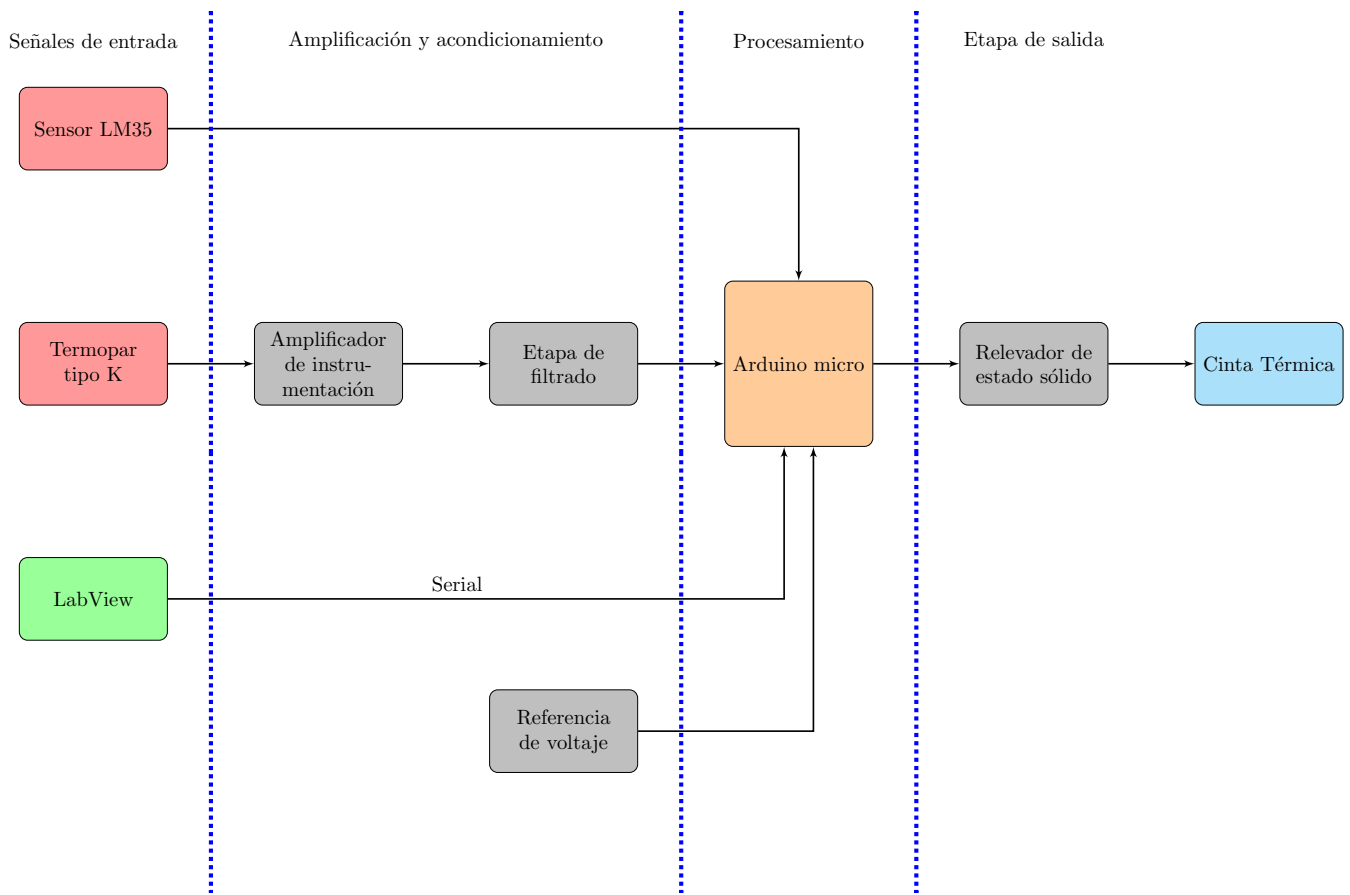 Señales de entrada
Amplificación y acondicionamiento
Procesamiento
Etapa de salida
Sensor LM35
Termopar
tipo K
Amplificador
de instru-
mentación
Etapa de
filtrado
Arduino micro
Relevador de
estado sólido
Cinta Térmica
LabView
Serial
Referencia
de voltaje